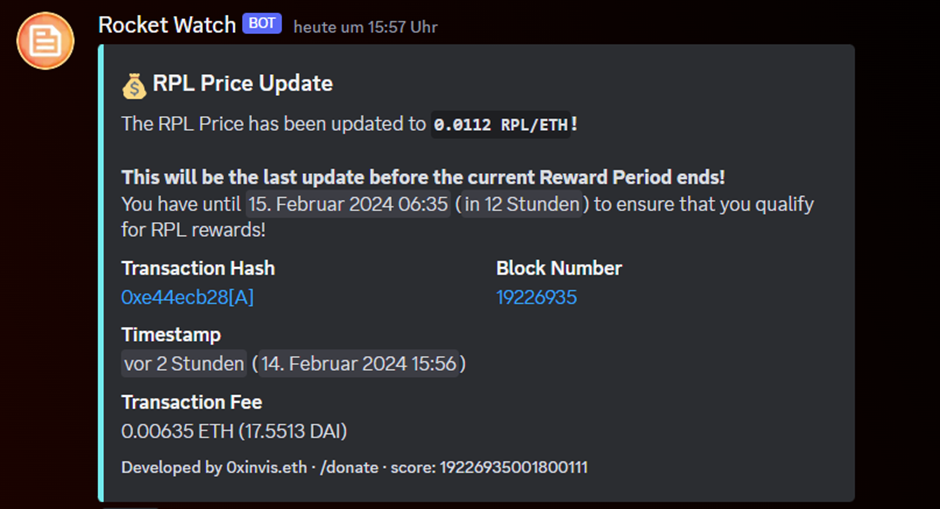 Rocket Watch BOT heute um 15:57 Uhr
RPL Price Update
The RPL Price has been updated to 0.0112 RPL/ETH!
This will be the last update before the current Reward Period ends!
You have until 15. Februar 2024 06:35 (in 12 Stunden) to ensure that you qualify
for RPL rewards!
Transaction Hash Block Number
0xe44ecb28[A] 19226935
Timestamp
vor 2 Stunden (14. Februar 2024 15:56)
Transaction Fee
0.00635 ETH (17.5513 DAI)
Developed by 0xinvis.eth · /donate · score: 19226935001800111